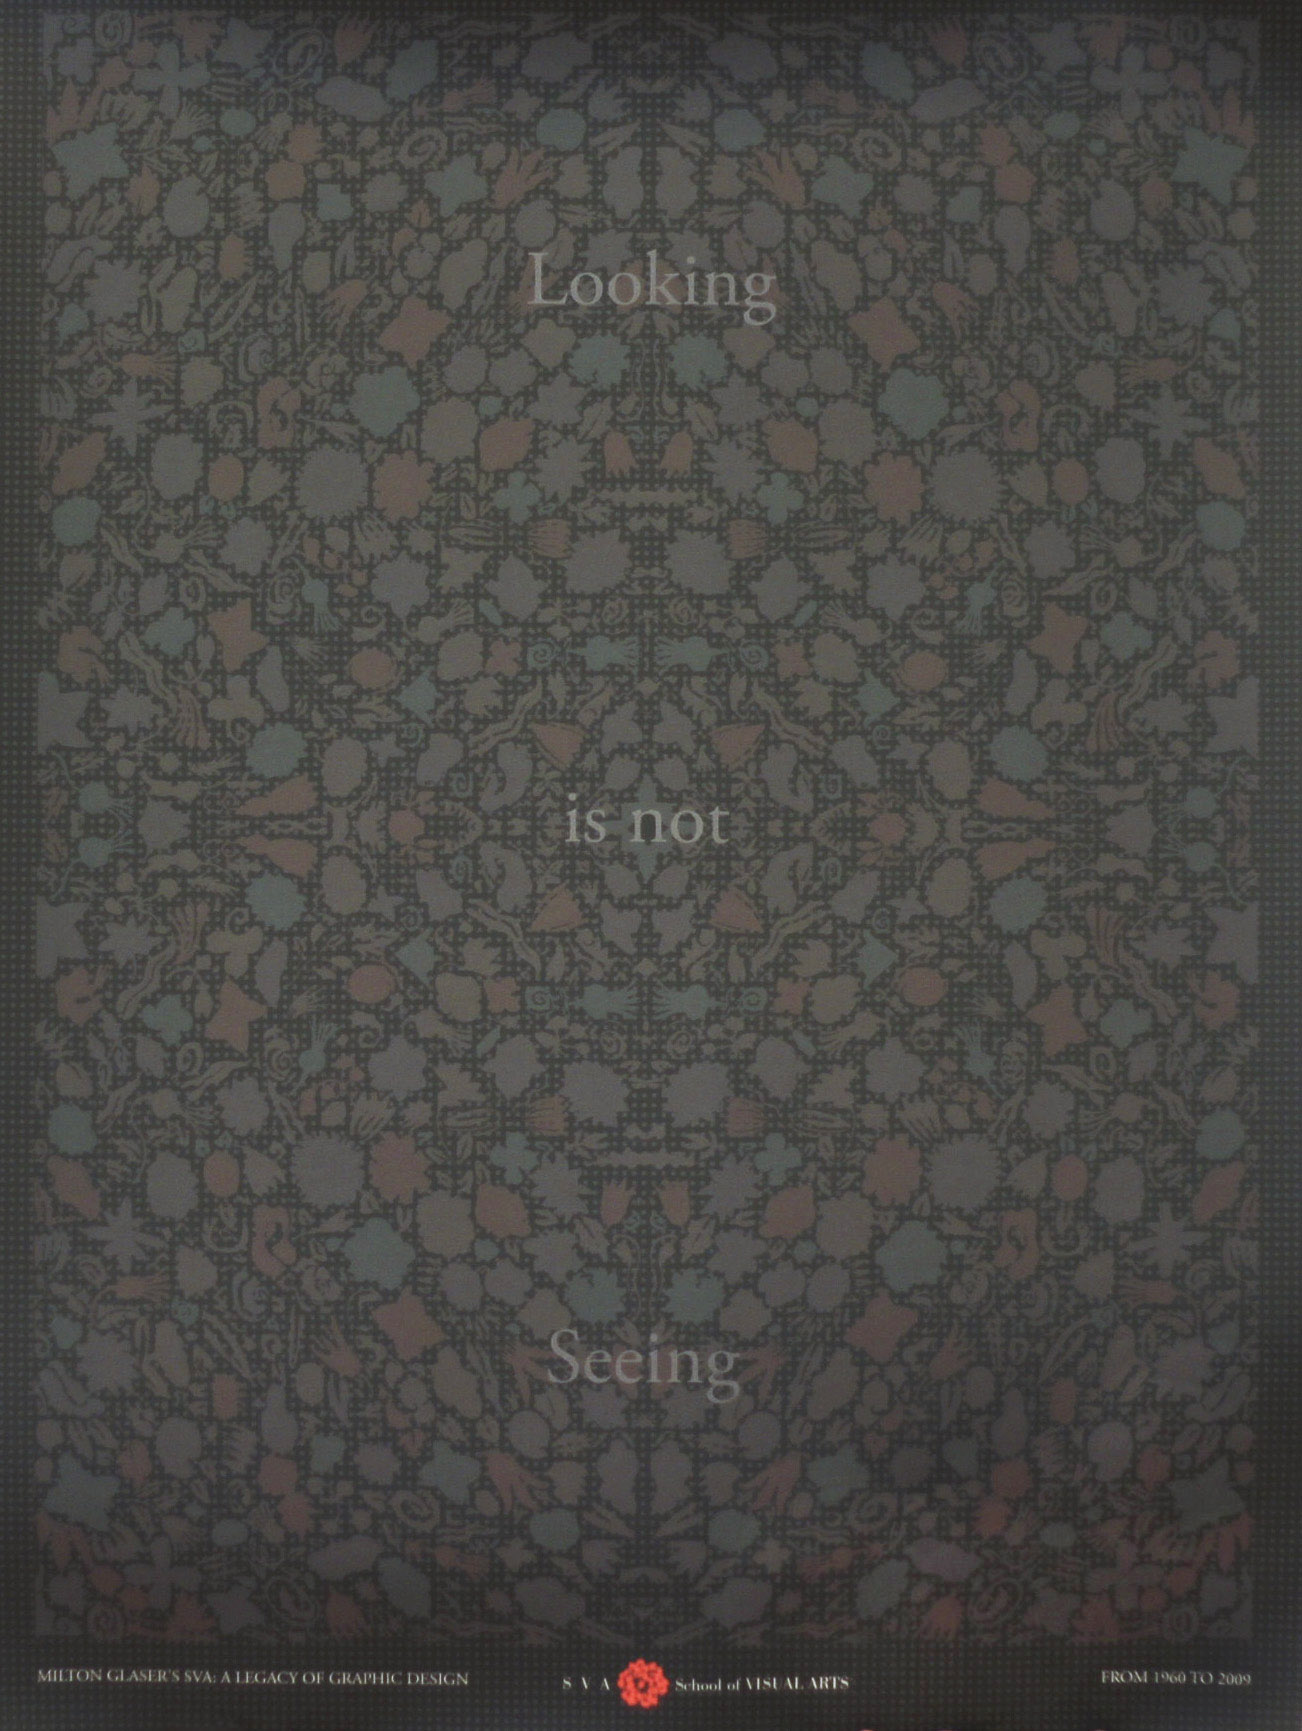 Looking
is not
Seeing
MILTON GLASER'S SVA: A LEGACY OF GRAPHIC DESIGN
SVA School of VISUAL ARTS
FROM 1960 TO 2009